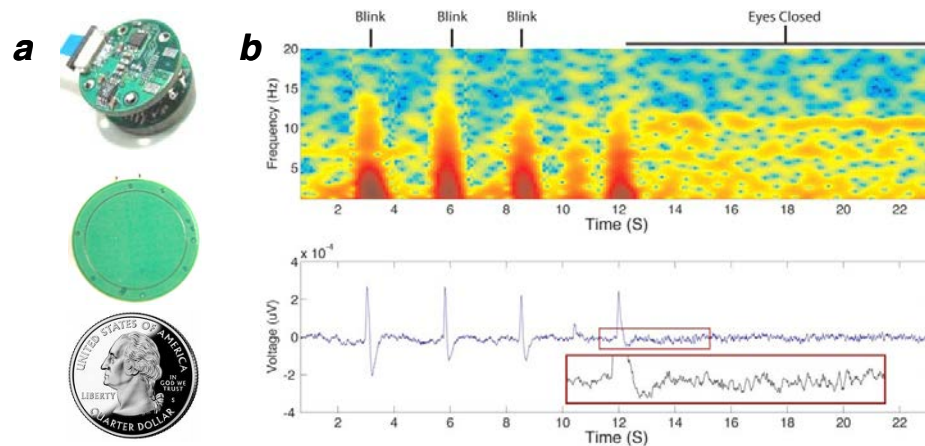 a
b
Blink
Blink
Blink
Eyes Closed
Frequency (Hz)
20
15
10
5
2 4 6 8 10 12 14 16 18 20 22
Time (S)
x 10⁻⁴
Voltage (uV)
4
2
0
-2
-4
2 4 6 8 10 12 14 16 18 20 22
Time (S)
UNITED STATES OF AMERICA
LIBERTY
IN
GOD WE
TRUST
S
QUARTER DOLLAR